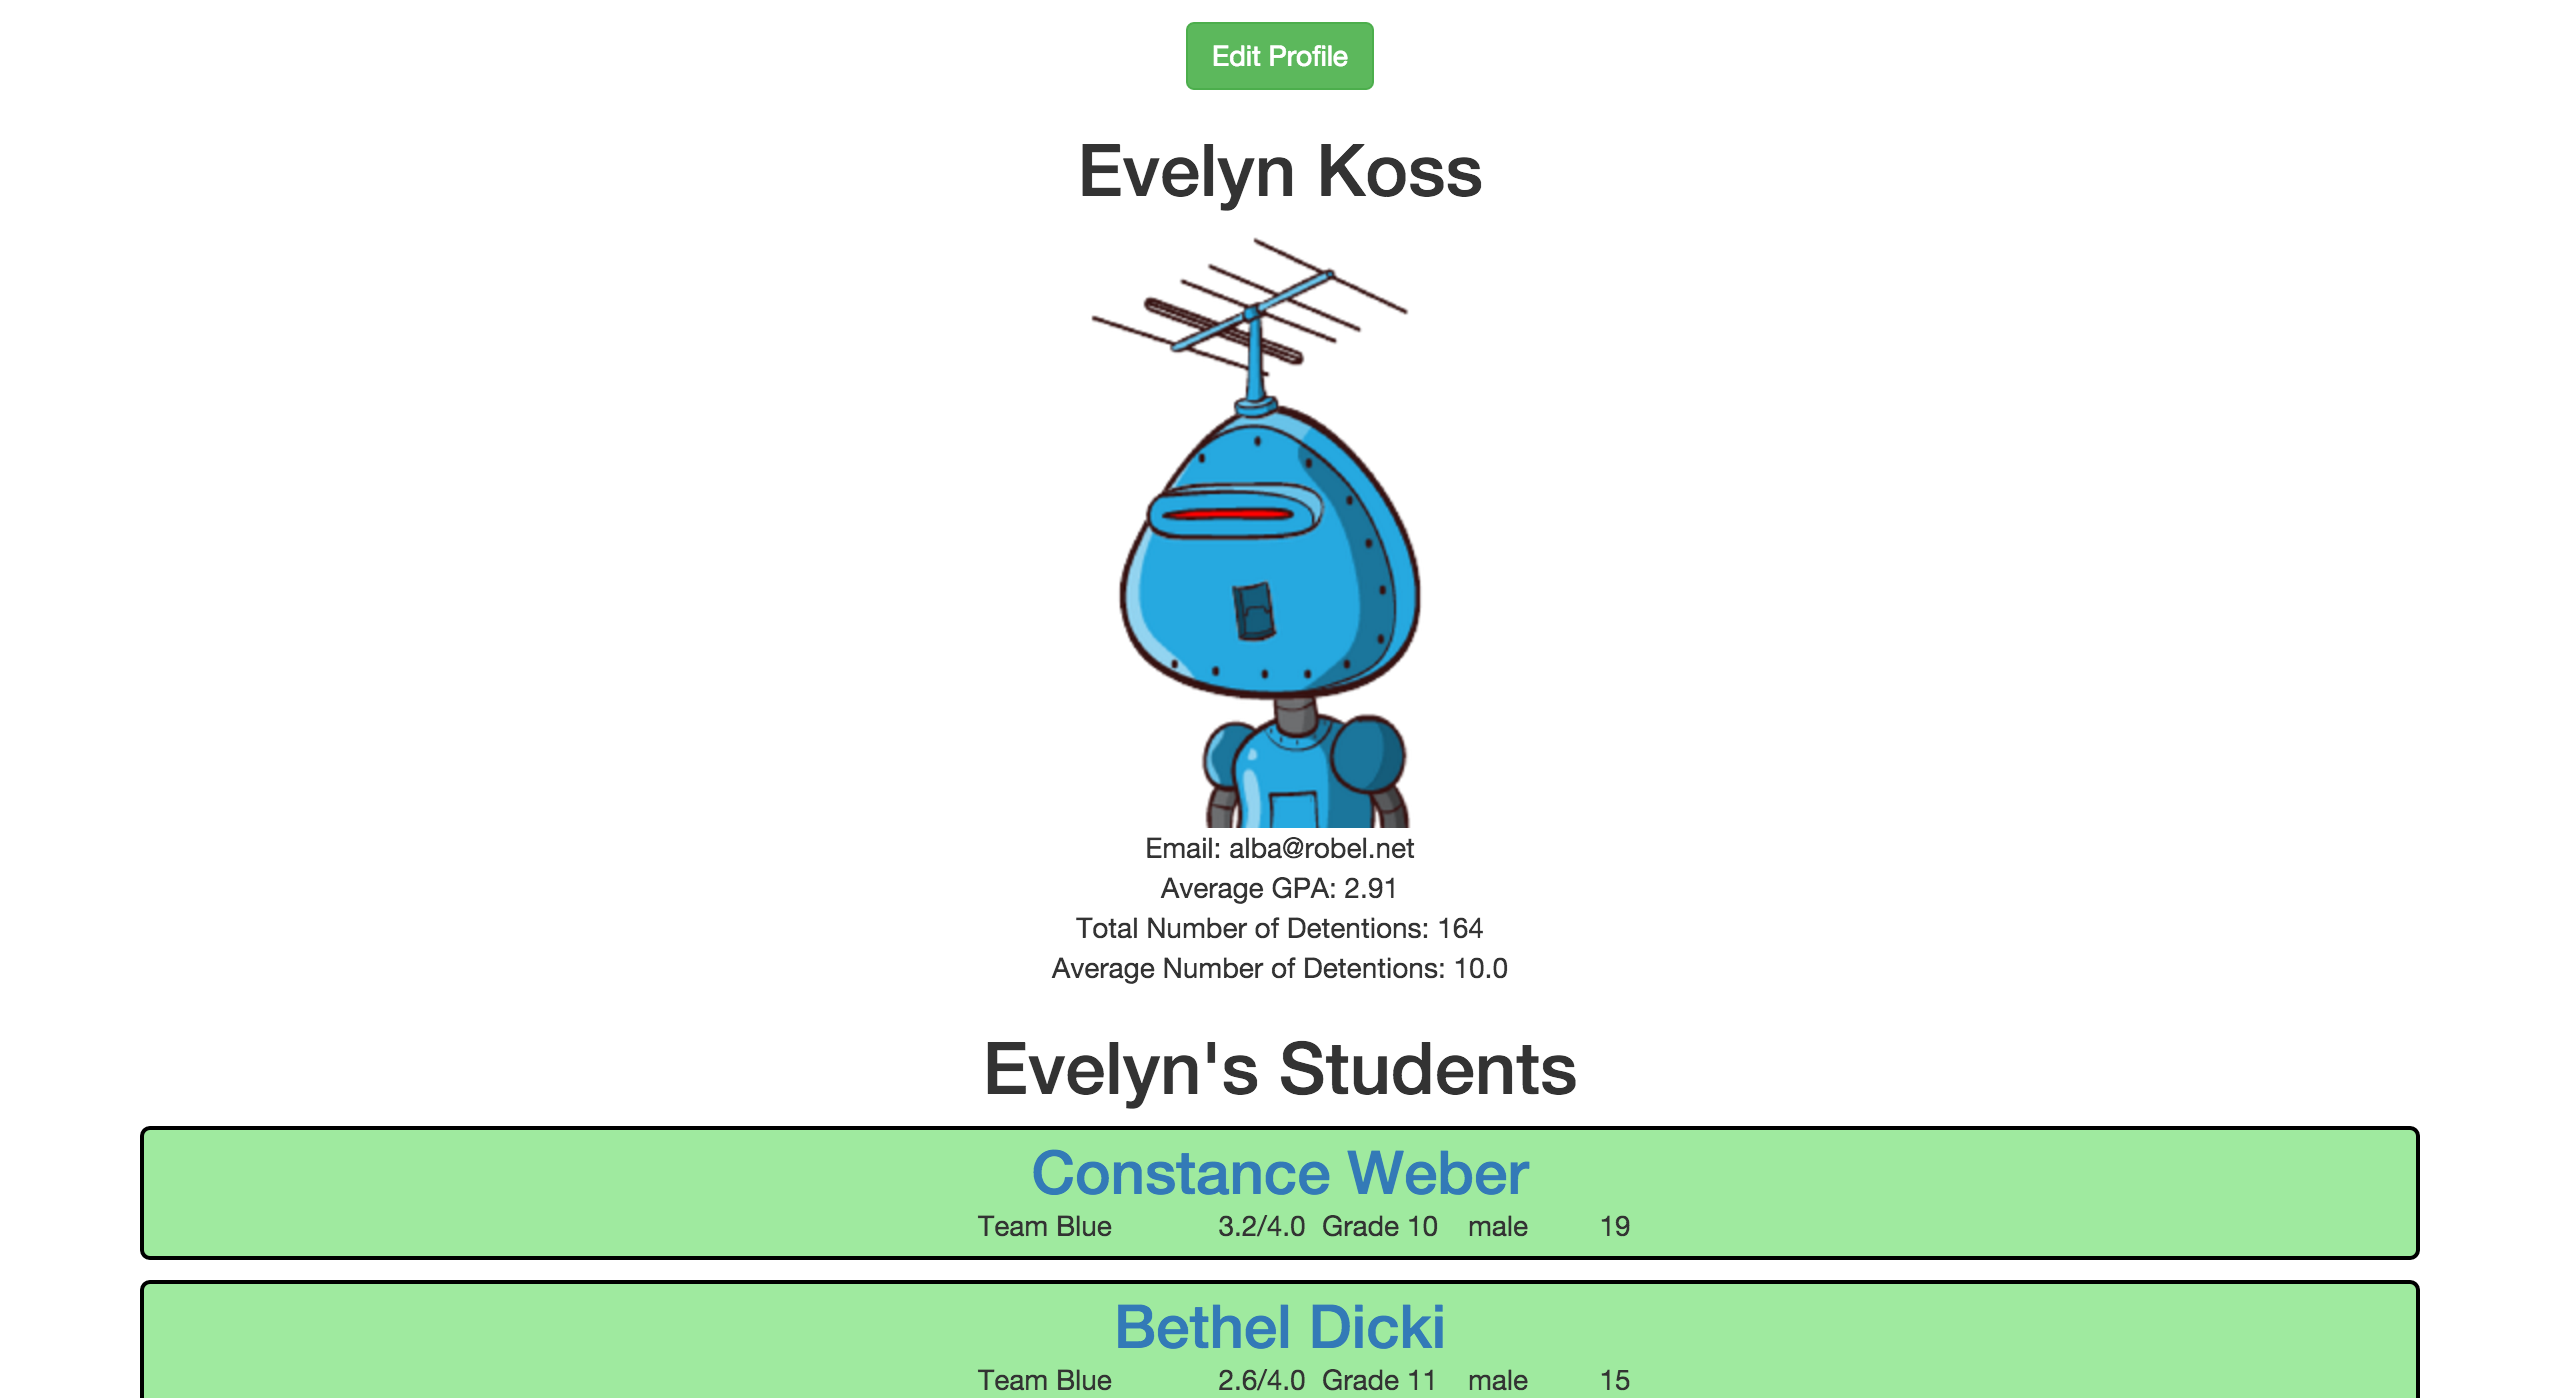 Edit Profile
Evelyn Koss
Email: alba@robel.net
Average GPA: 2.91
Total Number of Detentions: 164
Average Number of Detentions: 10.0
Evelyn's Students
Constance Weber
Team Blue 3.2/4.0 Grade 10 male 19
Bethel Dicki
Team Blue 2.6/4.0 Grade 11 male 15